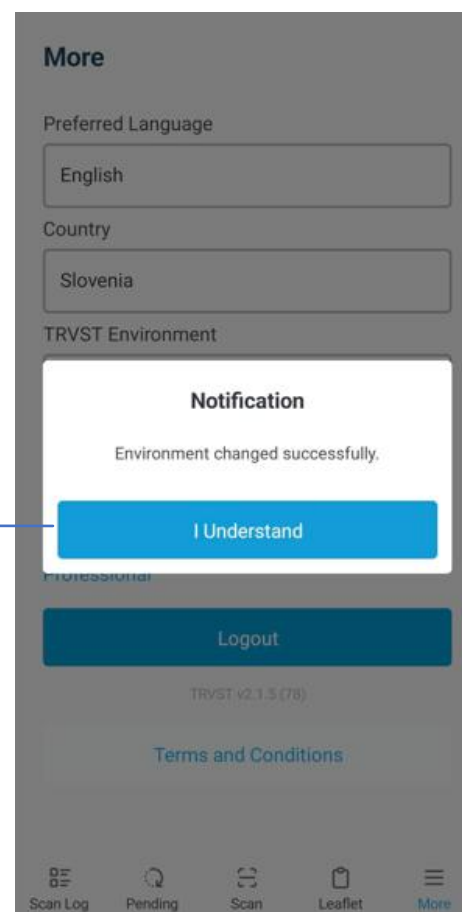 More
Preferred Language
English
Country
Slovenia
TRVST Environment
Notification
Environment changed successfully.
I Understand
Professional
Logout
TRVST v2.1.5 (78)
Terms and Conditions
Scan Log Pending Scan Leaflet More